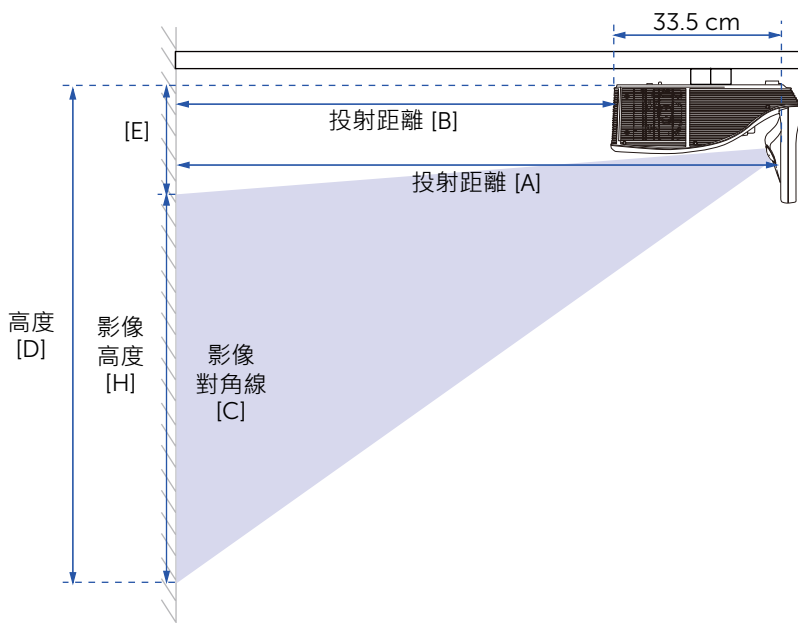 33.5 cm
[E]
投射距離 [B]
投射距離 [A]
高度
[D]
影像
高度
[H]
影像
對角線
[C]